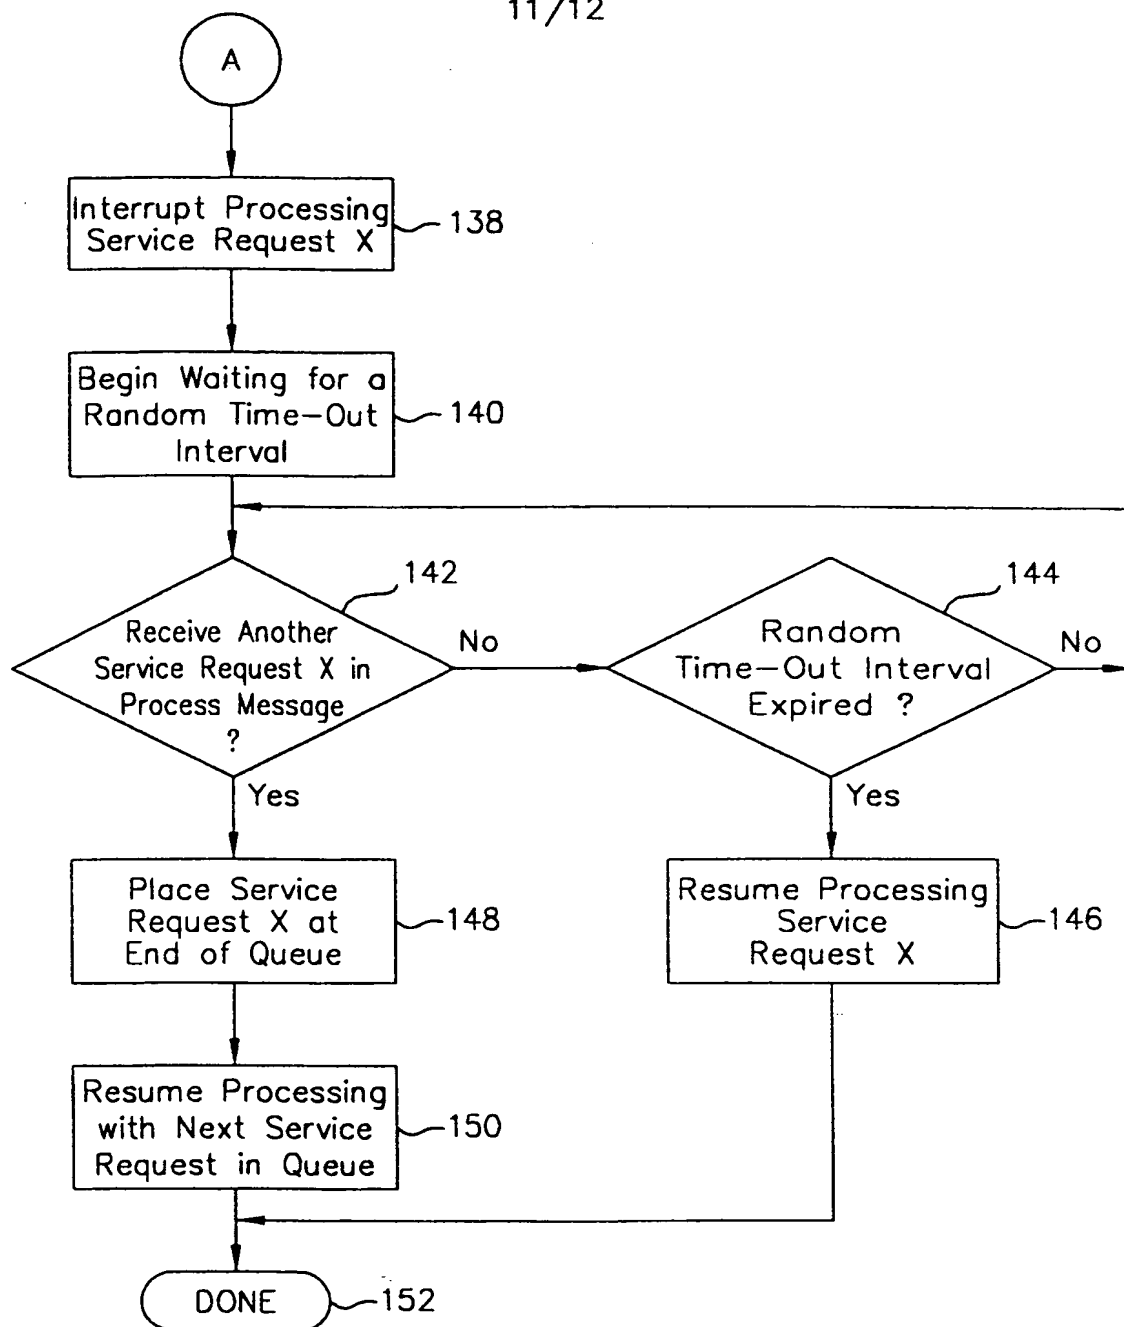 11/12
A
Interrupt Processing
Service Request X
138
Begin Waiting for a
Random Time-Out
Interval
140
142
Receive Another
Service Request X in
Process Message
?
No
Yes
144
Random
Time-Out Interval
Expired ?
No
Yes
Place Service
Request X at
End of Queue
148
Resume Processing
Service
Request X
146
Resume Processing
with Next Service
Request in Queue
150
DONE
152